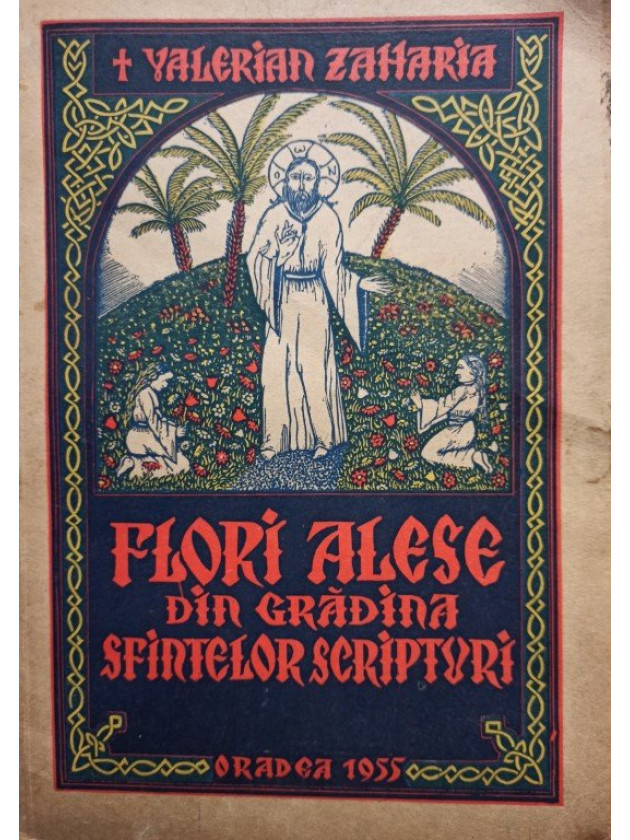 † VALERIAN ZAHARIA
O W N
FLORI ALESE
DIN GRĂDINA
SFINTELOR SCRIPTURI
ORADEA 1955